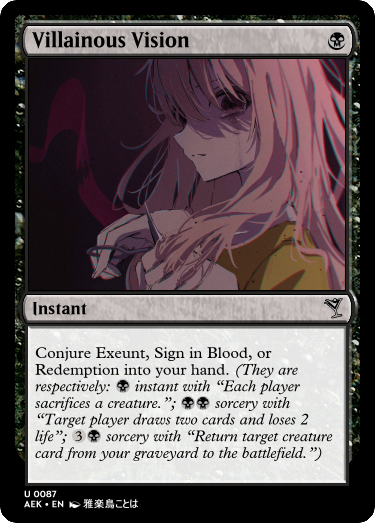 Villainous Vision
Instant
Conjure Exeunt, Sign in Blood, or
Redemption into your hand. (They are
respectively: instant with “Each player
sacrifices a creature.”; sorcery with
“Target player draws two cards and loses 2
life”; 3 sorcery with “Return target creature
card from your graveyard to the battlefield.”)
U 0087
AEK • EN 雅楽鳥ことは